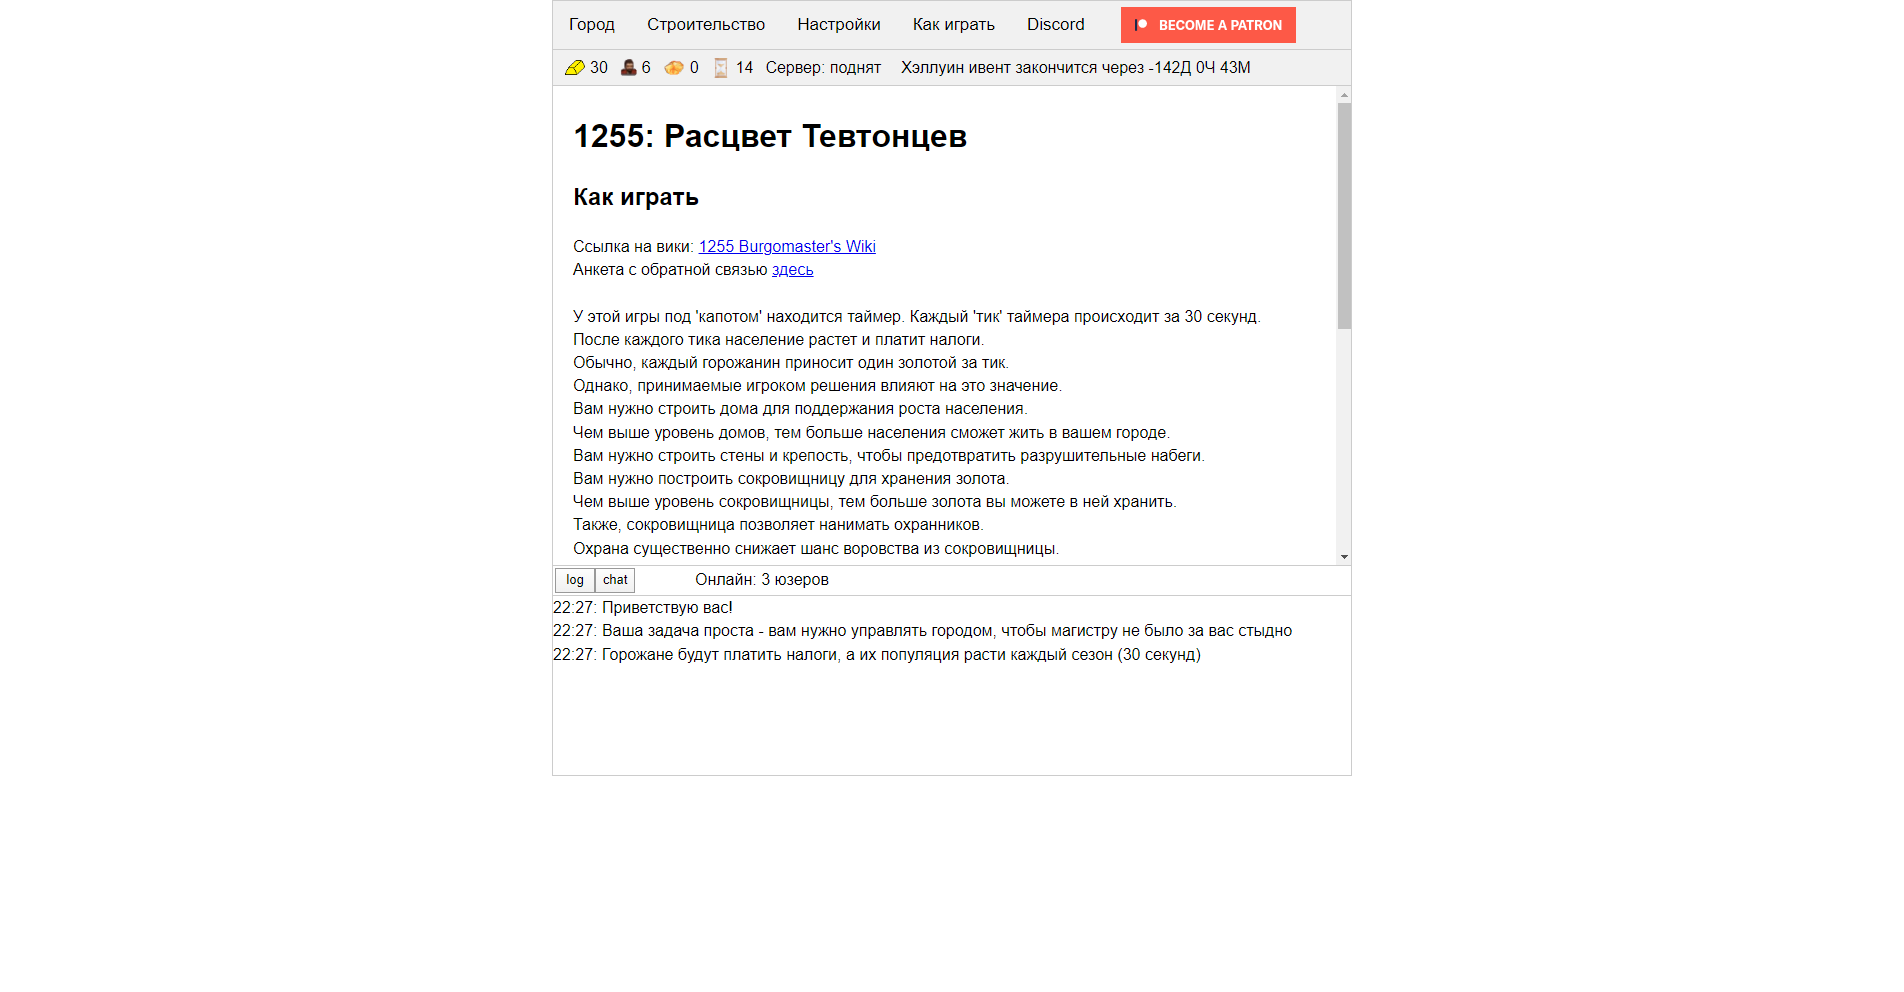 Город Строительство Настройки Как играть Discord BECOME A PATRON
30 6 0 14 Сервер: поднят Хэллуин ивент закончится через -142Д 0Ч 43М
1255: Расцвет Тевтонцев
Как играть
Ссылка на вики: 1255 Burgomaster's Wiki
Анкета с обратной связью здесь
У этой игры под 'капотом' находится таймер. Каждый 'тик' таймера происходит за 30 секунд.
После каждого тика население растет и платит налоги.
Обычно, каждый горожанин приносит один золотой за тик.
Однако, принимаемые игроком решения влияют на это значение.
Вам нужно строить дома для поддержания роста населения.
Чем выше уровень домов, тем больше населения сможет жить в вашем городе.
Вам нужно строить стены и крепость, чтобы предотвратить разрушительные набеги.
Вам нужно построить сокровищницу для хранения золота.
Чем выше уровень сокровищницы, тем больше золота вы можете в ней хранить.
Также, сокровищница позволяет нанимать охранников.
Охрана существенно снижает шанс воровства из сокровищницы.
log chat Онлайн: 3 юзеров
22:27: Приветствую вас!
22:27: Ваша задача проста - вам нужно управлять городом, чтобы магистру не было за вас стыдно
22:27: Горожане будут платить налоги, а их популяция расти каждый сезон (30 секунд)